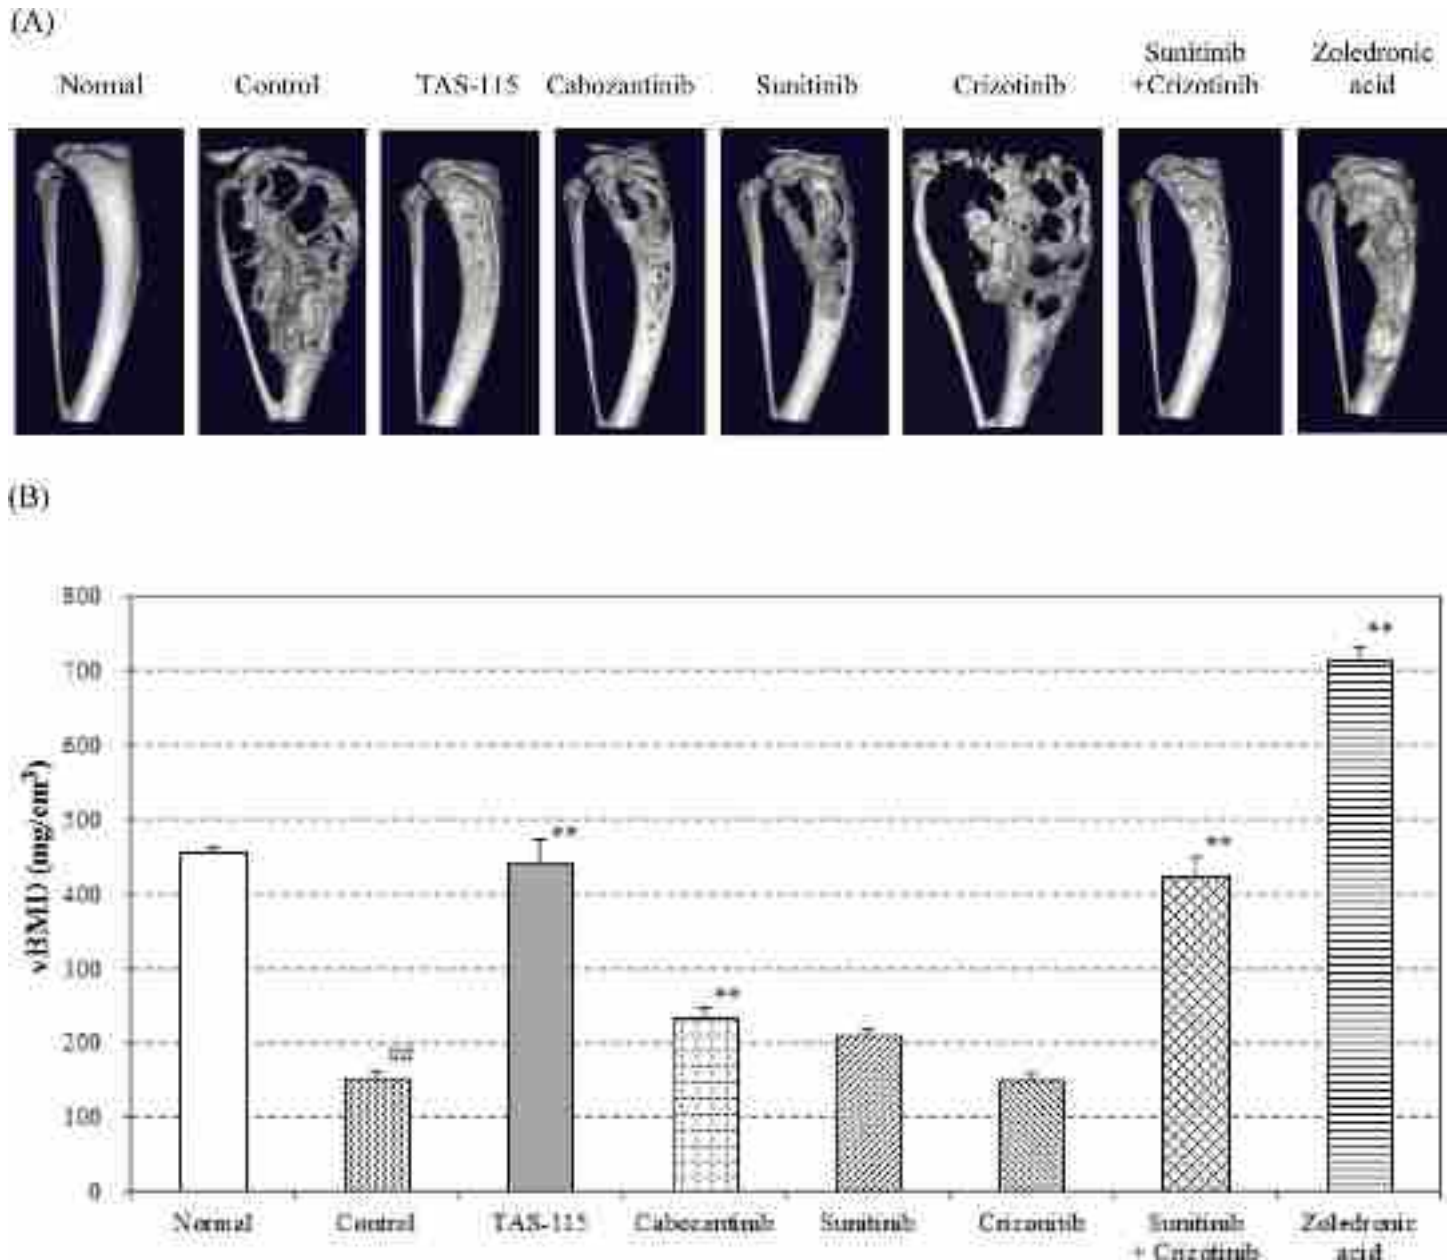 (A)
Normal
Control
TAS-115
Cabozantinib
Sunitinib
Crizotinib
Sunitinib
+Crizotinib
Zoledronic
acid
(B)
800
700
600
500
400
300
200
100
0
vBMD (mg/cm³)
##
**
**
**
**
Normal
Control
TAS-115
Cabozantinib
Sunitinib
Crizotinib
Sunitinib
+ Crizotinib
Zoledronic
acid